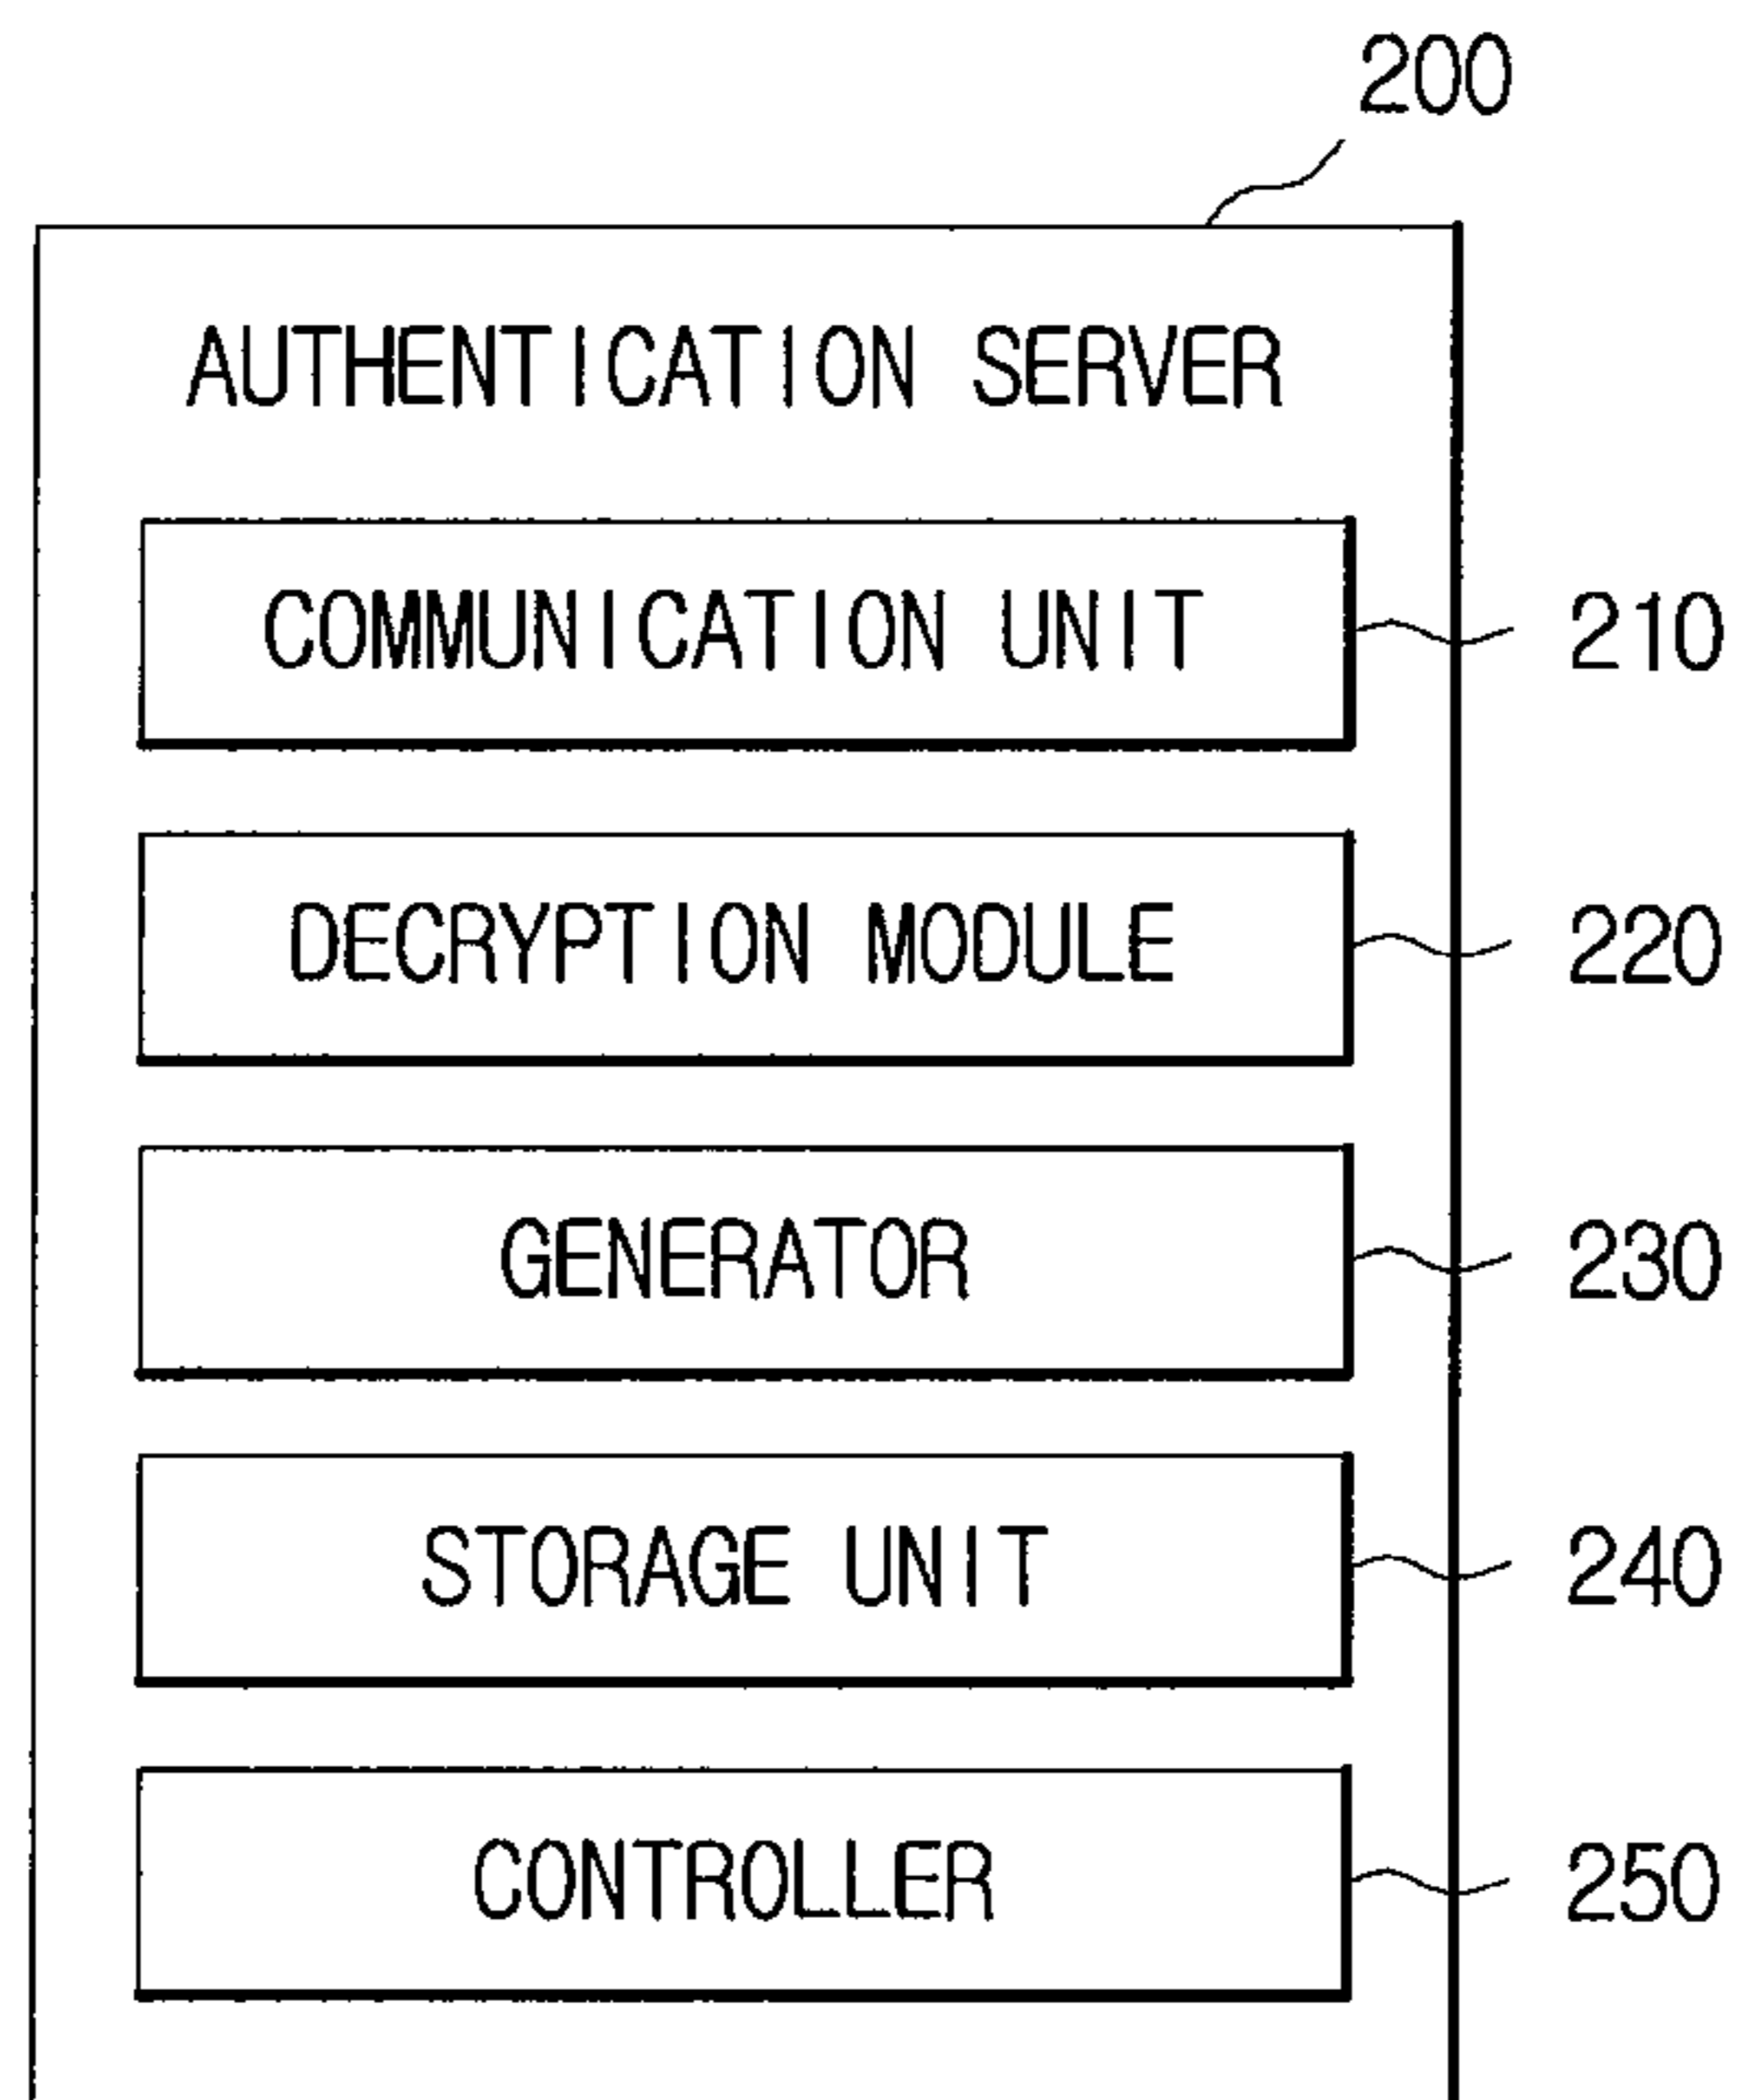 200
AUTHENTICATION SERVER
COMMUNICATION UNIT 210
DECRYPTION MODULE 220
GENERATOR 230
STORAGE UNIT 240
CONTROLLER 250